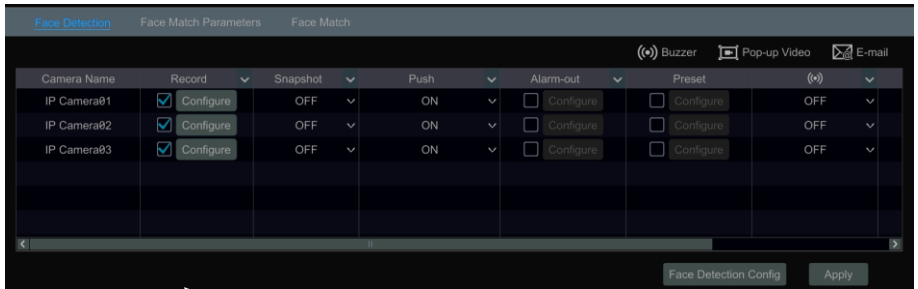 Face Detection Face Match Parameters Face Match
Buzzer Pop-up Video E-mail
Camera Name Record Snapshot Push Alarm-out Preset
IP Camera01 Configure OFF ON Configure Configure OFF
IP Camera02 Configure OFF ON Configure Configure OFF
IP Camera03 Configure OFF ON Configure Configure OFF
Face Detection Config Apply